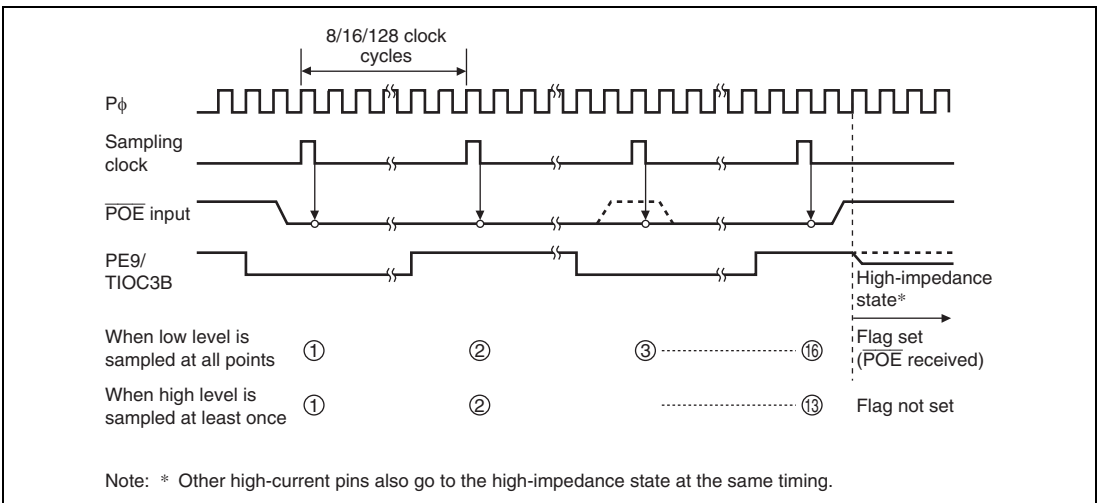 8/16/128 clock
cycles
Pφ
Sampling
clock
POE input
PE9/
TIOC3B
High-impedance
state*
When low level is
sampled at all points
① ② ③ ⑯
Flag set
(POE received)
When high level is
sampled at least once
① ② ⑬
Flag not set
Note: * Other high-current pins also go to the high-impedance state at the same timing.